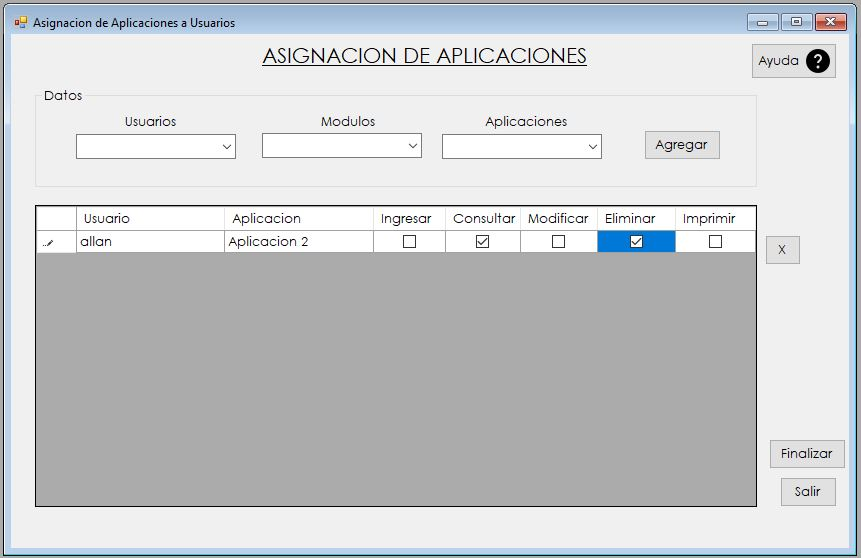 Asignacion de Aplicaciones a Usuarios
ASIGNACION DE APLICACIONES
Ayuda ?
Datos
Usuarios Modulos Aplicaciones
Agregar
Usuario Aplicacion Ingresar Consultar Modificar Eliminar Imprimir
allan Aplicacion 2
X
Finalizar
Salir